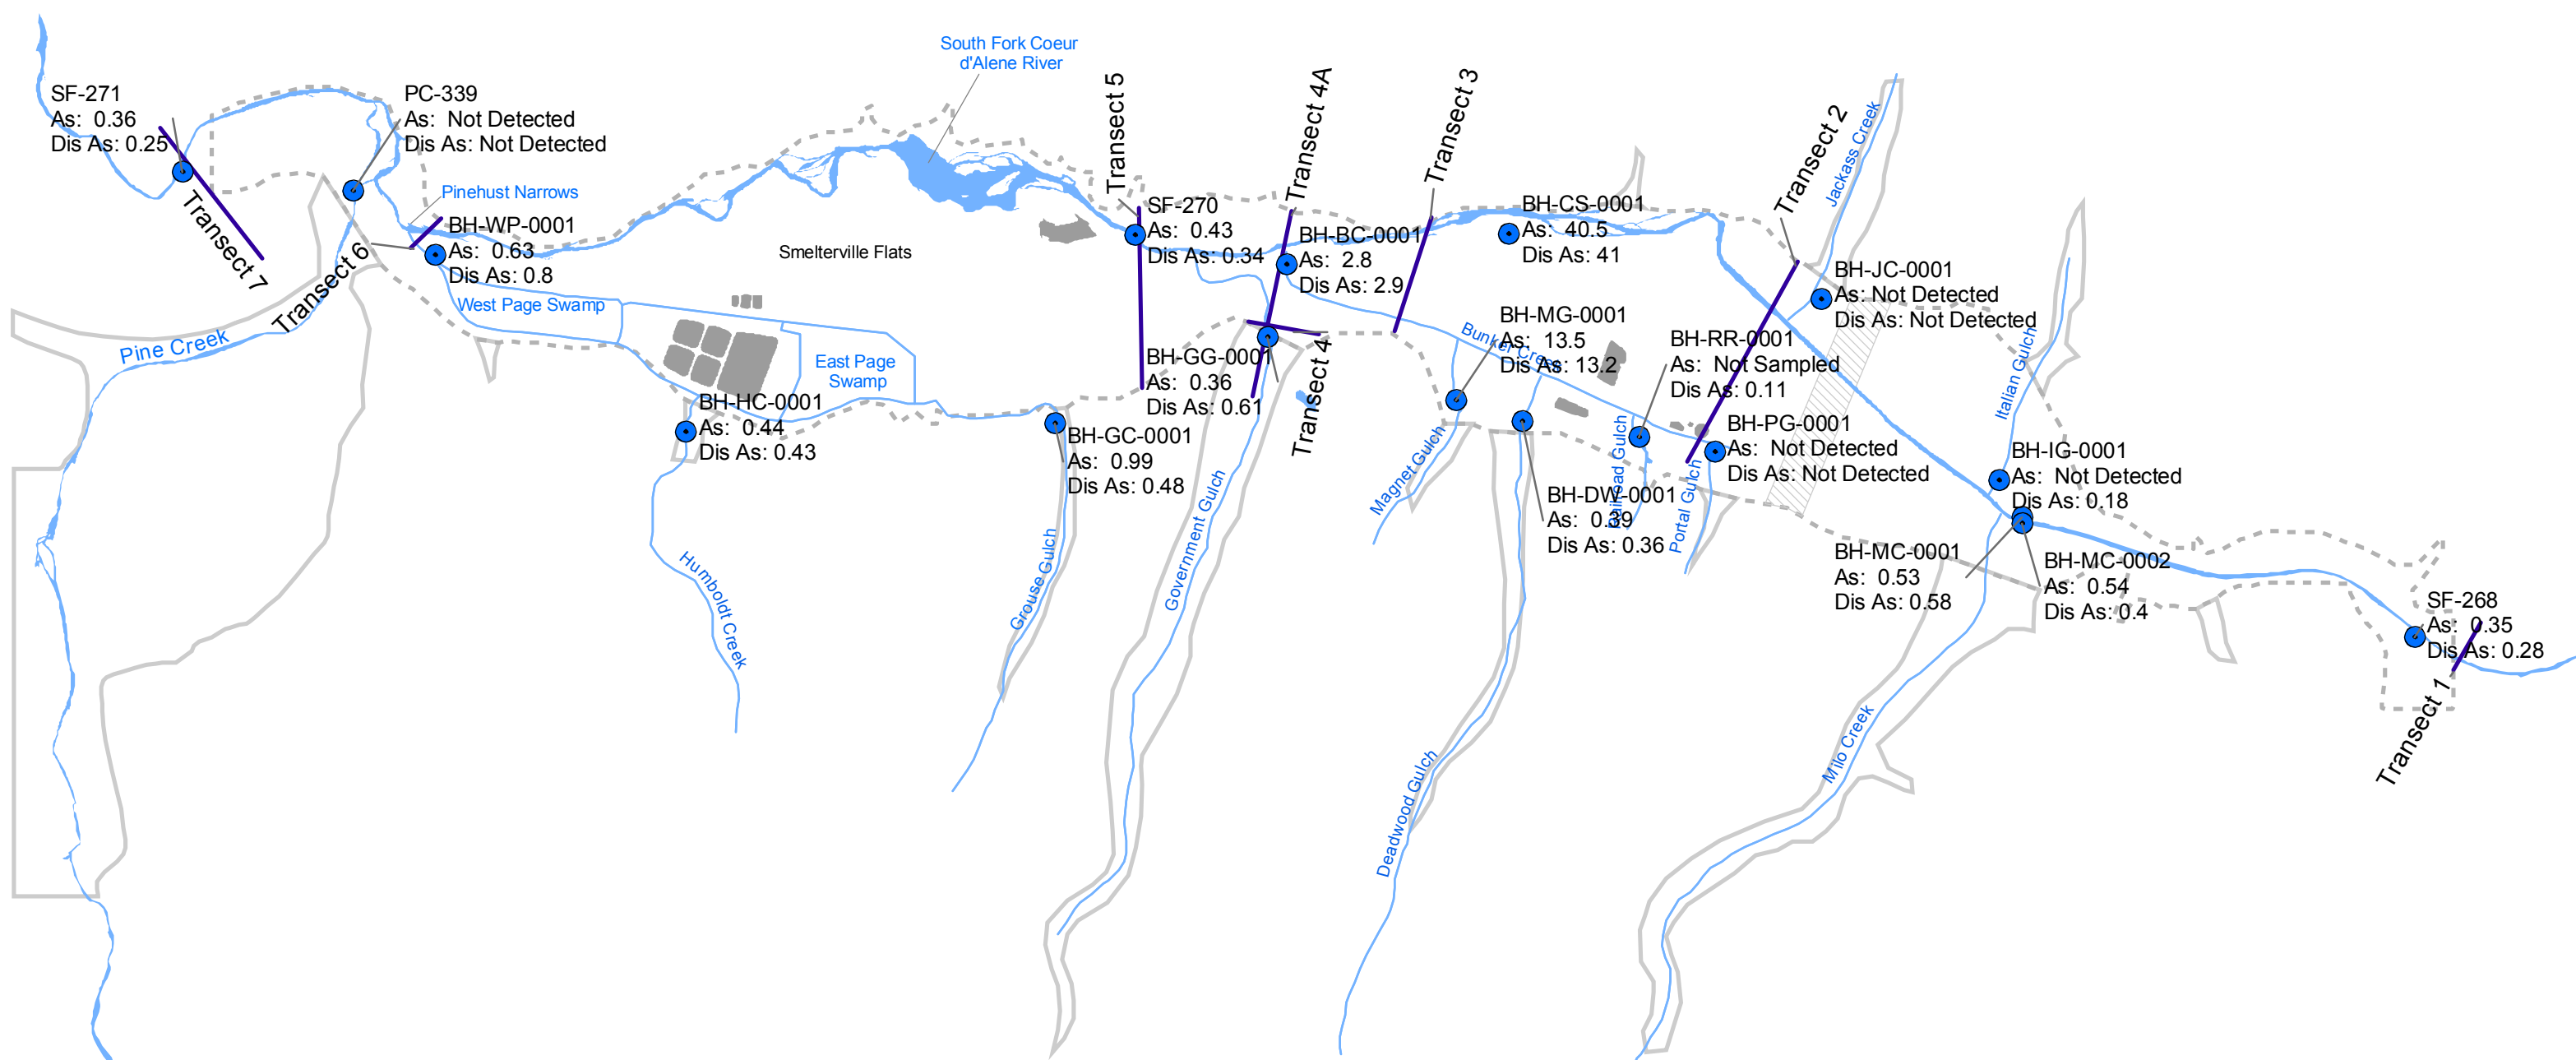 South Fork Coeur
d'Alene River
SF-271
As: 0.36
Dis As: 0.25
Transect 7
PC-339
As: Not Detected
Dis As: Not Detected
Pinehust Narrows
BH-WP-0001
As: 0.63
Dis As: 0.8
Transect 6
Pine Creek
West Page Swamp
Smelterville Flats
East Page
Swamp
BH-HC-0001
As: 0.44
Dis As: 0.43
Humboldt Creek
Transect 5
SF-270
As: 0.43
Dis As: 0.34
BH-GC-0001
As: 0.99
Dis As: 0.48
Grouse Gulch
Transect 4A
BH-BC-0001
As: 2.8
Dis As: 2.9
BH-GG-0001
As: 0.36
Dis As: 0.61
Transect 4
Government Gulch
Transect 3
BH-CS-0001
As: 40.5
Dis As: 41
BH-MG-0001
As: 13.5
Dis As: 13.2
Bunker Creek
Magnet Gulch
BH-DW-0001
As: 0.39
Dis As: 0.36
Deadwood Gulch
BH-RR-0001
As: Not Sampled
Dis As: 0.11
Railroad Gulch
Transect 2
Jackass Creek
BH-JC-0001
As: Not Detected
Dis As: Not Detected
BH-PG-0001
As: Not Detected
Dis As: Not Detected
Portal Gulch
Italian Gulch
BH-IG-0001
As: Not Detected
Dis As: 0.18
BH-MC-0001
As: 0.53
Dis As: 0.58
BH-MC-0002
As: 0.54
Dis As: 0.4
Milo Creek
SF-268
As: 0.35
Dis As: 0.28
Transect 1